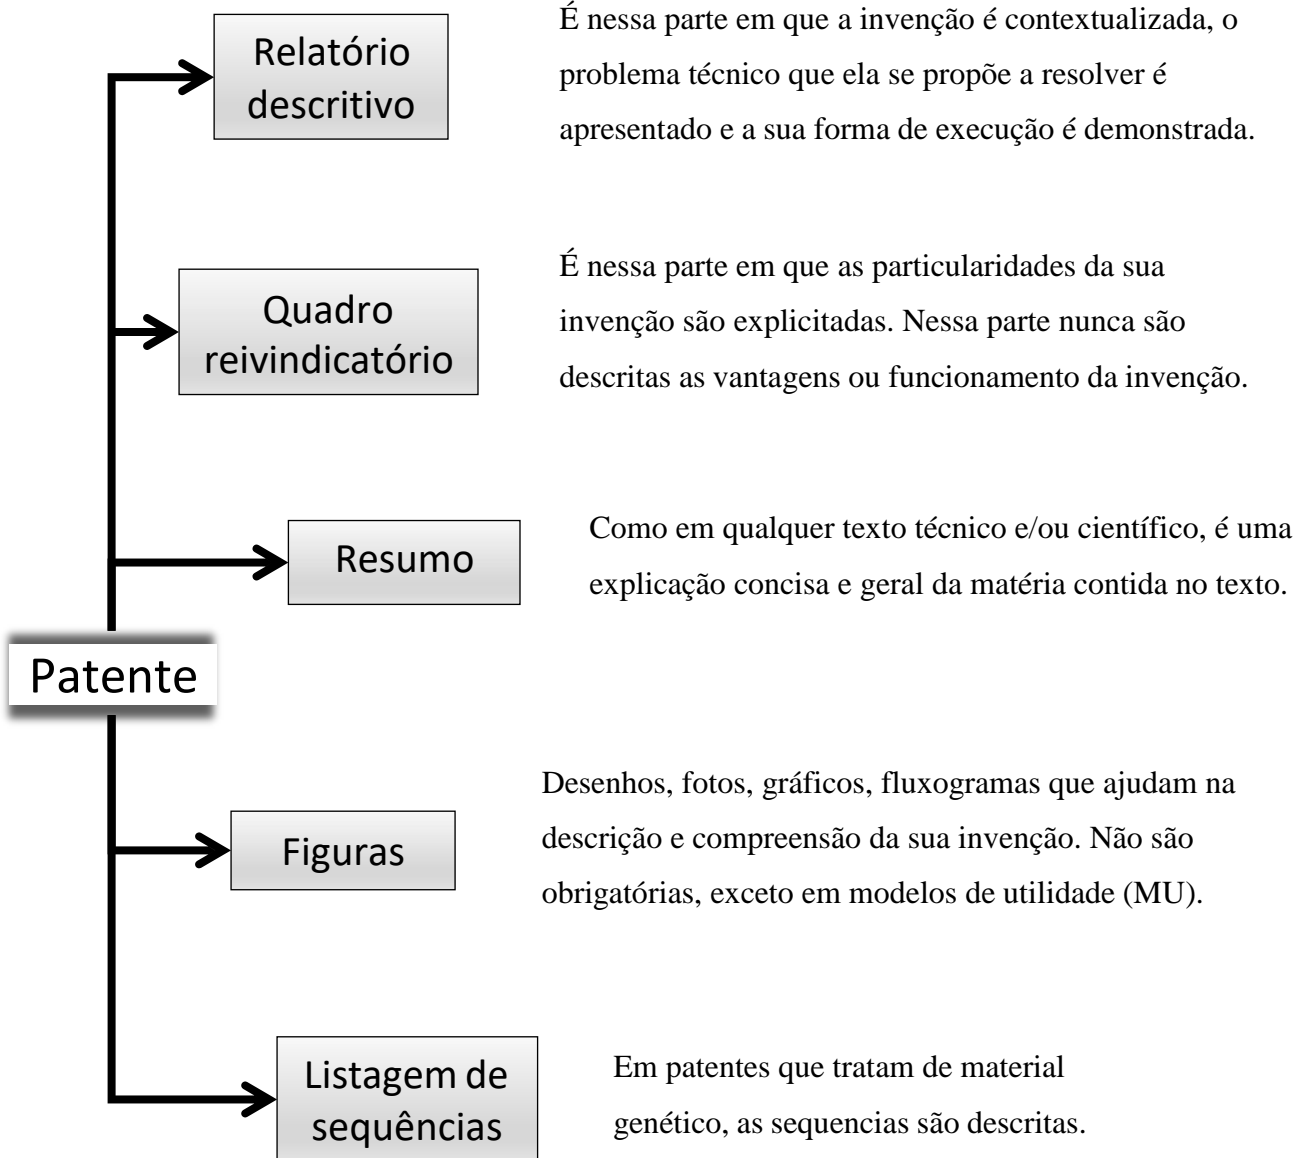 Relatório
descritivo
É nessa parte em que a invenção é contextualizada, o
problema técnico que ela se propõe a resolver é
apresentado e a sua forma de execução é demonstrada.
Quadro
reivindicatório
É nessa parte em que as particularidades da sua
invenção são explicitadas. Nessa parte nunca são
descritas as vantagens ou funcionamento da invenção.
Resumo
Como em qualquer texto técnico e/ou científico, é uma
explicação concisa e geral da matéria contida no texto.
Patente
Figuras
Desenhos, fotos, gráficos, fluxogramas que ajudam na
descrição e compreensão da sua invenção. Não são
obrigatórias, exceto em modelos de utilidade (MU).
Listagem de
sequências
Em patentes que tratam de material
genético, as sequencias são descritas.